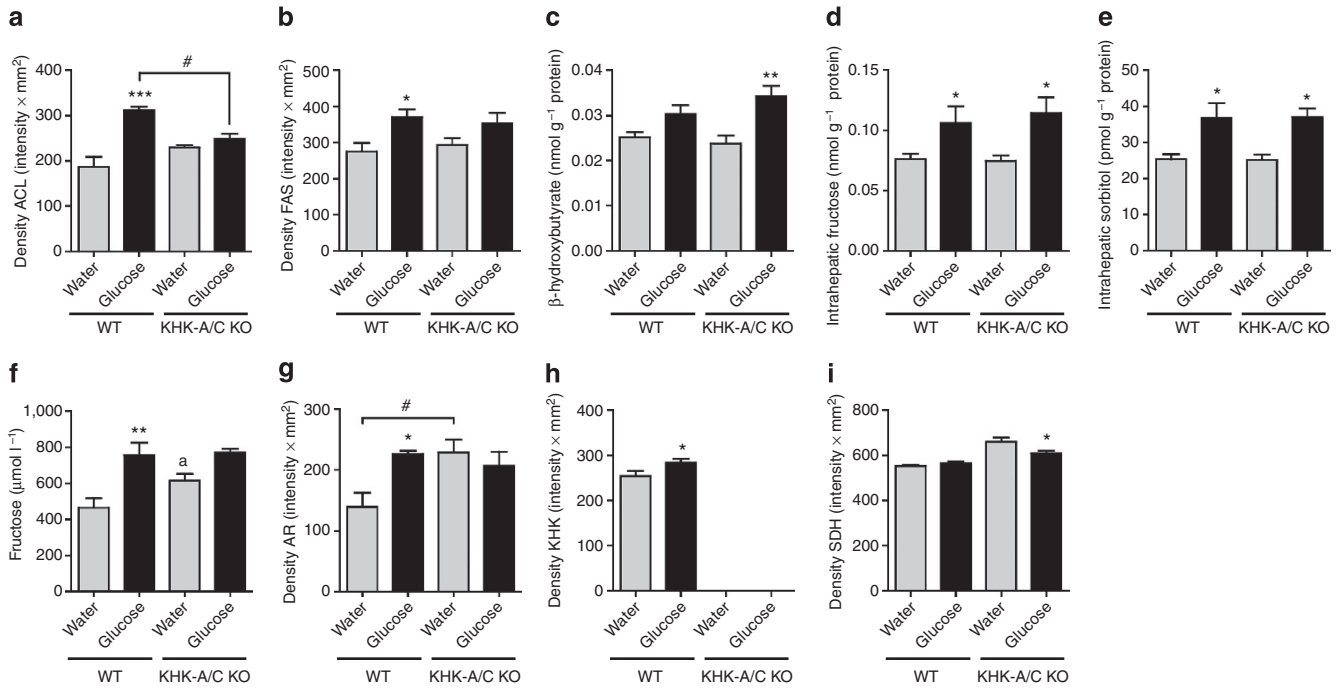 a
Density ACL (intensity × mm²)
400
300
200
100
0
***
#
Water
Glucose
Water
Glucose
WT
KHK-A/C KO
b
Density FAS (intensity × mm²)
500
400
300
200
100
0
*
Water
Glucose
Water
Glucose
WT
KHK-A/C KO
c
β-hydroxybutyrate (nmol g⁻¹ protein)
0.04
0.03
0.02
0.01
0.00
**
Water
Glucose
Water
Glucose
WT
KHK-A/C KO
d
Intrahepatic fructose (nmol g⁻¹ protein)
0.15
0.10
0.05
0.00
*
*
Water
Glucose
Water
Glucose
WT
KHK-A/C KO
e
Intrahepatic sorbitol (pmol g⁻¹ protein)
50
40
30
20
10
0
*
*
Water
Glucose
Water
Glucose
WT
KHK-A/C KO
f
Fructose (μmol l⁻¹)
1,000
800
600
400
200
0
**
a
Water
Glucose
Water
Glucose
WT
KHK-A/C KO
g
Density AR (intensity × mm²)
300
200
100
0
#
*
Water
Glucose
Water
Glucose
WT
KHK-A/C KO
h
Density KHK (intensity × mm²)
400
300
200
100
0
*
Water
Glucose
Water
Glucose
WT
KHK-A/C KO
i
Density SDH (intensity × mm²)
800
600
400
200
0
*
Water
Glucose
Water
Glucose
WT
KHK-A/C KO